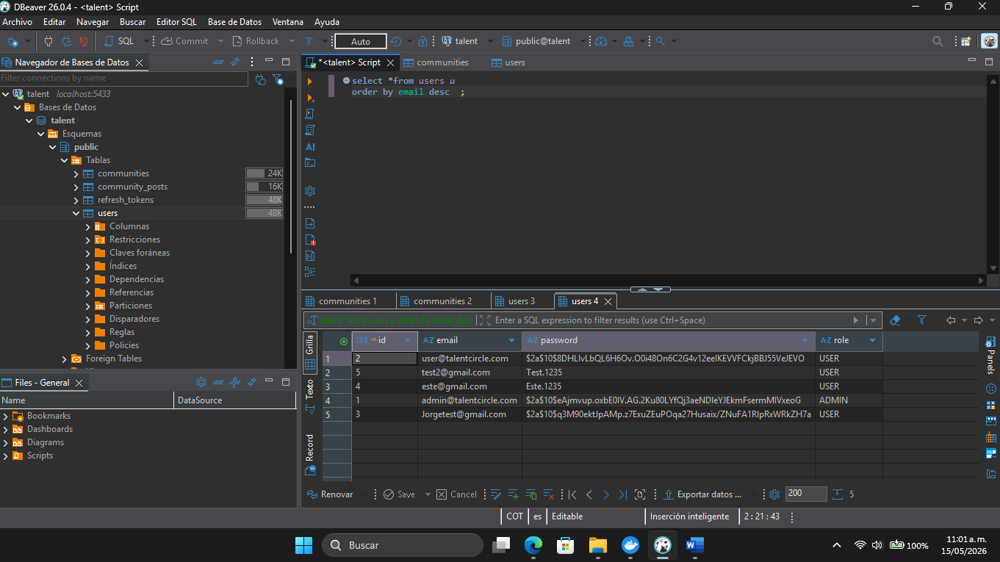 DBeaver 26.0.4 - <talent> Script
Archivo Editar Navegar Buscar Editor SQL Base de Datos Ventana Ayuda
SQL Commit Rollback T Auto talent public@talent
Navegador de Bases de Datos
*<talent> Script communities users
Filter connections by name
talent localhost:5433
Bases de Datos
talent
Esquemas
public
Tablas
communities 24K
community_posts 16K
refresh_tokens 48K
users 48K
Columnas
Restricciones
Claves foráneas
Índices
Dependencias
Referencias
Particiones
Disparadores
Reglas
Policies
Foreign Tables
select *from users u
order by email desc ;
AI
Files - General
Name DataSource
Bookmarks
Dashboards
Diagrams
Scripts
communities 1 communities 2 users 3 users 4
select *from users u order by email desc Enter a SQL expression to filter results (use Ctrl+Space)
Grilla
Texto
Record
123 id A-Z email A-Z password A-Z role
1 2 user@talentcircle.com $2a$10$8DHLlvLbQL6H6Ov.O0i48On6C2G4v12eelKEVVFCkjBBJ55VeJEVO USER
2 5 test2@gmail.com Test.1235 USER
3 4 este@gmail.com Este.1235 USER
4 1 admin@talentcircle.com $2a$10$eAjmvup.oxbE0IV.AG.2Ku80LYfQj3aeNDIeYJEkmFsermMIVxeoG ADMIN
5 3 Jorgetest@gmail.com $2a$10$q3M90ektJpAMp.z7ExuZEuPOqa27Husaix/ZNuFA1RlpRxWRkZH7a USER
Panels
Renovar Save Cancel Exportar datos ... 200 5
COT es Editable Inserción inteligente 2 : 21 : 43
Buscar
100%
11:01 a. m.
15/05/2026